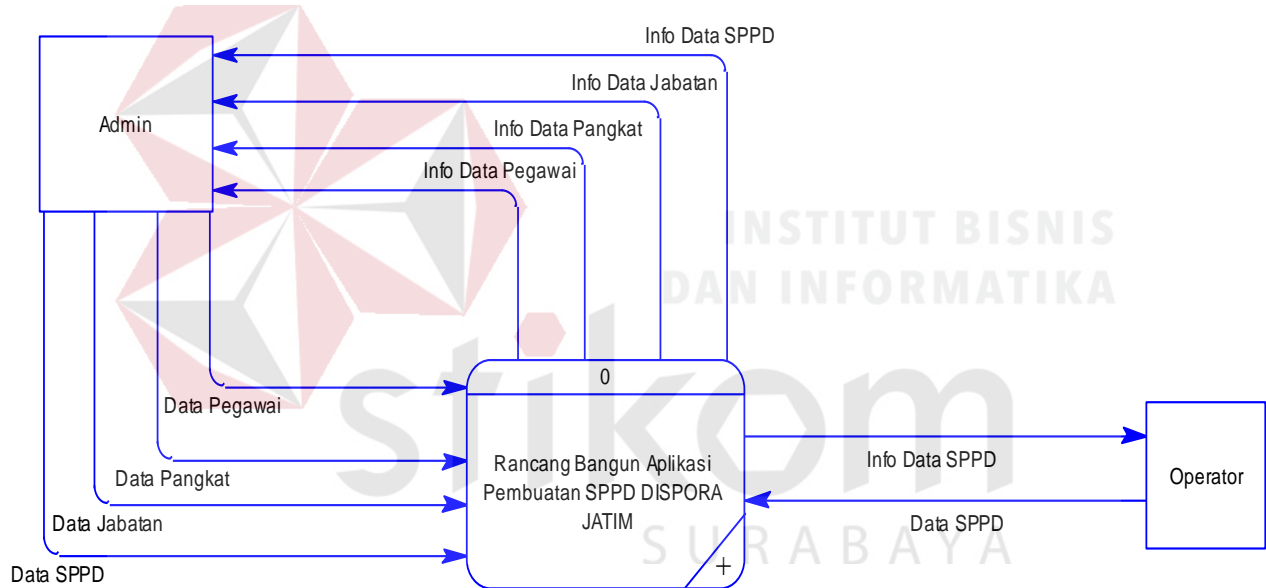 Info Data SPPD
Info Data Jabatan
Admin
Info Data Pangkat
Info Data Pegawai
INSTITUT BISNIS
DAN INFORMATIKA
stikom
SURABAYA
0
Data Pegawai
Rancang Bangun Aplikasi
Pembuatan SPPD DISPORA
JATIM
+
Data Pangkat
Data Jabatan
Data SPPD
Info Data SPPD
Operator
Data SPPD